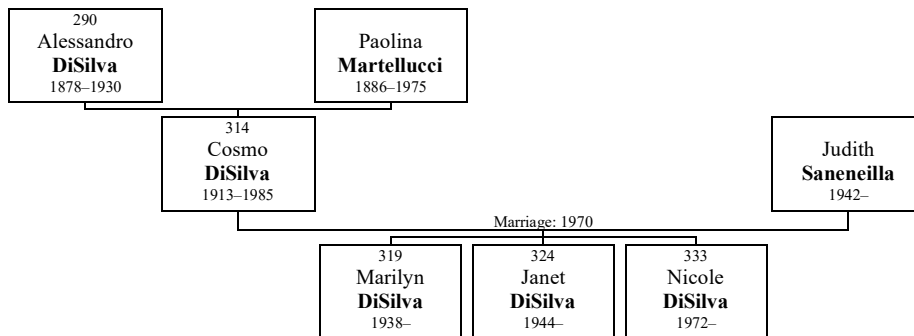 290
Alessandro
DiSilva
1878–1930
Paolina
Martellucci
1886–1975
314
Cosmo
DiSilva
1913–1985
Judith
Saneneilla
1942–
Marriage: 1970
319
Marilyn
DiSilva
1938–
324
Janet
DiSilva
1944–
333
Nicole
DiSilva
1972–